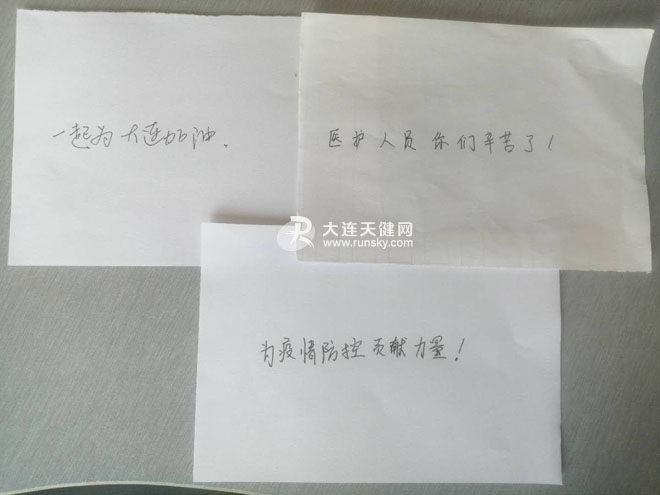 一起为大连加油.
医护人员你们辛苦了!
大连天健网
www.runsky.com
为疫情防控贡献力量!